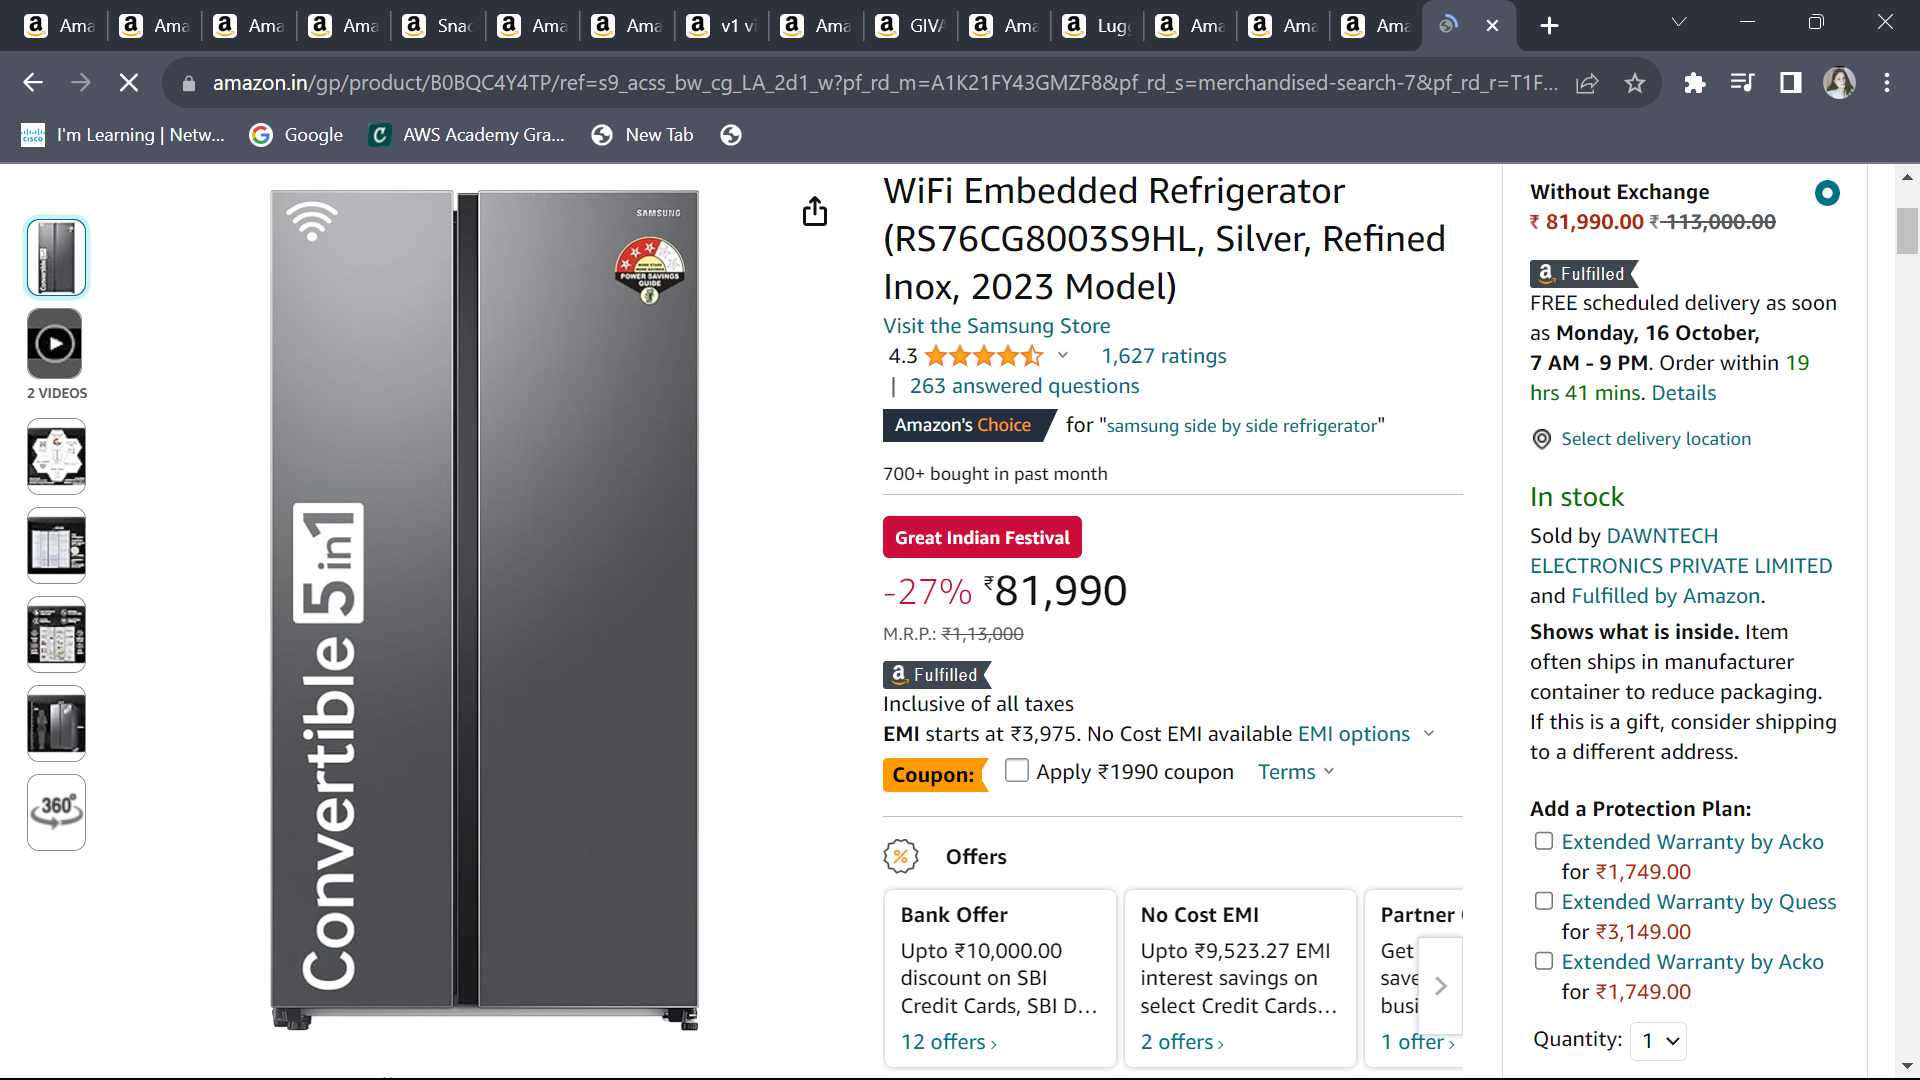 Ama
Ama
Ama
Ama
Snac
Ama
Ama
v1 vi
Ama
GIVA
Ama
Lugg
Ama
Ama
Ama
amazon.in/gp/product/B0BQC4Y4TP/ref=s9_acss_bw_cg_LA_2d1_w?pf_rd_m=A1K21FY43GMZF8&pf_rd_s=merchandised-search-7&pf_rd_r=T1F...
I'm Learning | Netw...
Google
AWS Academy Gra...
New Tab
2 VIDEOS
360°
SAMSUNG
MORE STARS
MORE SAVINGS
POWER SAVINGS
GUIDE
Convertible 5 in 1
WiFi Embedded Refrigerator
(RS76CG8003S9HL, Silver, Refined
Inox, 2023 Model)
Visit the Samsung Store
4.3
1,627 ratings
| 263 answered questions
Amazon's Choice for "samsung side by side refrigerator"
700+ bought in past month
Great Indian Festival
-27% ₹81,990
M.R.P.: ₹1,13,000
a Fulfilled
Inclusive of all taxes
EMI starts at ₹3,975. No Cost EMI available EMI options
Coupon: Apply ₹1990 coupon Terms
% Offers
Bank Offer
Upto ₹10,000.00
discount on SBI
Credit Cards, SBI D...
12 offers ›
No Cost EMI
Upto ₹9,523.27 EMI
interest savings on
select Credit Cards...
2 offers ›
Partner
Get
save
busi
1 offer ›
Without Exchange
₹ 81,990.00 ₹ 113,000.00
a Fulfilled
FREE scheduled delivery as soon
as Monday, 16 October,
7 AM - 9 PM. Order within 19
hrs 41 mins. Details
Select delivery location
In stock
Sold by DAWNTECH
ELECTRONICS PRIVATE LIMITED
and Fulfilled by Amazon.
Shows what is inside. Item
often ships in manufacturer
container to reduce packaging.
If this is a gift, consider shipping
to a different address.
Add a Protection Plan:
Extended Warranty by Acko
for ₹1,749.00
Extended Warranty by Quess
for ₹3,149.00
Extended Warranty by Acko
for ₹1,749.00
Quantity: 1